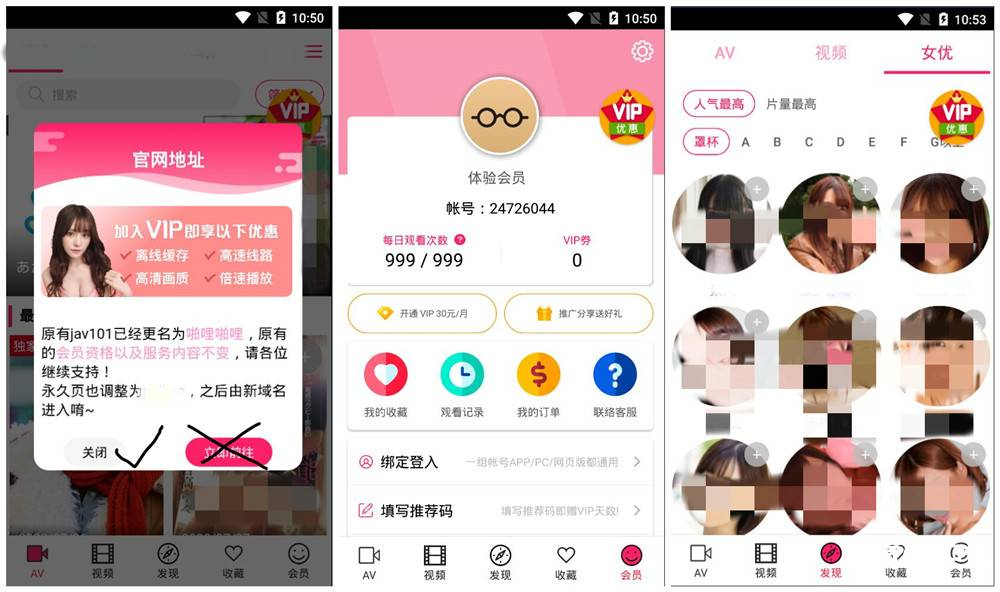 10:50
搜索
VIP
官网地址
加入VIP即享以下优惠
离线缓存
高速线路
高清画质
倍速播放
原有jav101已经更名为啪哩啪哩，原有
的会员资格以及服务内容不变，请各位
继续支持！
永久页也调整为
，之后由新域名
进入唷~
关闭
立即前往
最
独家
AV
视频
发现
收藏
会员
10:50
VIP
优惠
体验会员
帐号：24726044
每日观看次数 ?
VIP券
999 / 999
0
开通 VIP 30元/月
推广分享送好礼
我的收藏
观看记录
我的订单
联络客服
绑定登入
一组帐号APP/PC/网页版都通用
填写推荐码
填写推荐码即赠VIP天数!
AV
视频
发现
收藏
会员
10:53
AV
视频
女优
人气最高
片量最高
VIP
优惠
罩杯
A
B
C
D
E
F
G以上
AV
视频
发现
收藏
会员